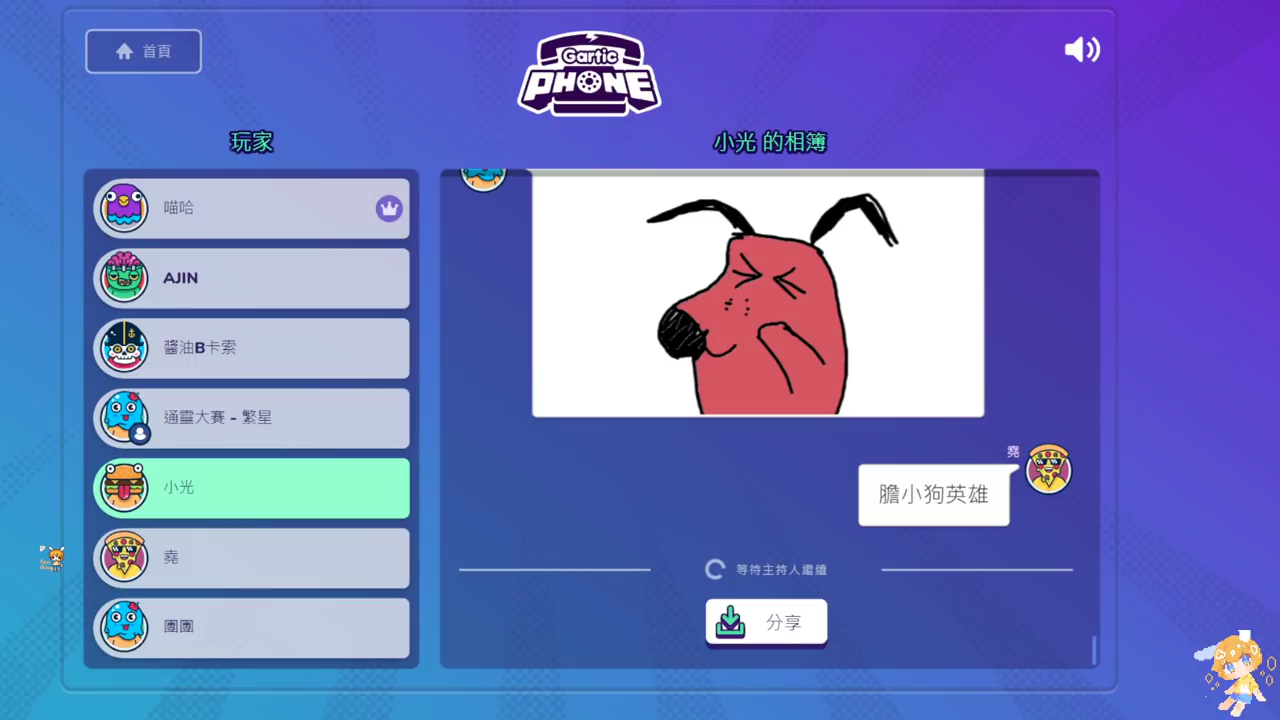 首頁
Gartic
PHONE
玩家
小光 的相簿
喵哈
AJIN
醬油B卡索
通靈大賽 - 繁星
小光
堯
團團
堯
膽小狗英雄
等待主持人繼續
分享